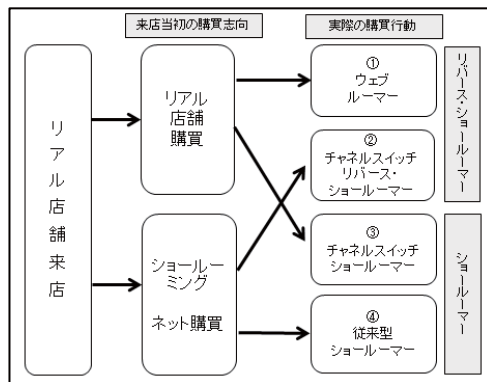 来店当初の購買志向
実際の購買行動
リアル店舗来店
リアル
店舗
購買
ショールー
ミング
ネット購買
①
ウェブ
ルーマー
②
チャネルスイッチ
リバース・
ショールーマー
③
チャネルスイッチ
ショールーマー
④
従来型
ショールーマー
リバース・ショールーマー
ショールーマー